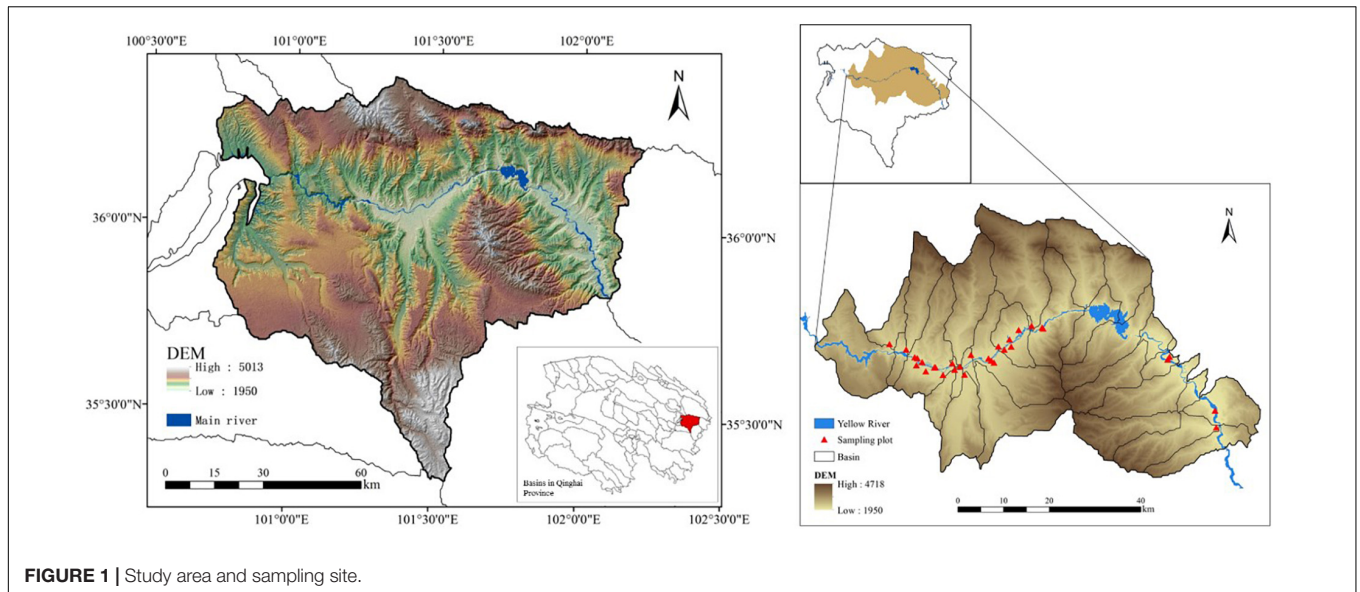 100°30'0"E 101°0'0"E 101°30'0"E 102°0'0"E
N
36°0'0"N
36°0'0"N
35°30'0"N
35°30'0"N
DEM
High : 5013
Low : 1950
Main river
0 15 30 60
km
Basins in Qinghai
Province
101°0'0"E 101°30'0"E 102°0'0"E 102°30'0"E
N
Yellow River
Sampling plot
Basin
DEM
High : 4718
Low : 1950
0 10 20 40
km
FIGURE 1 | Study area and sampling site.